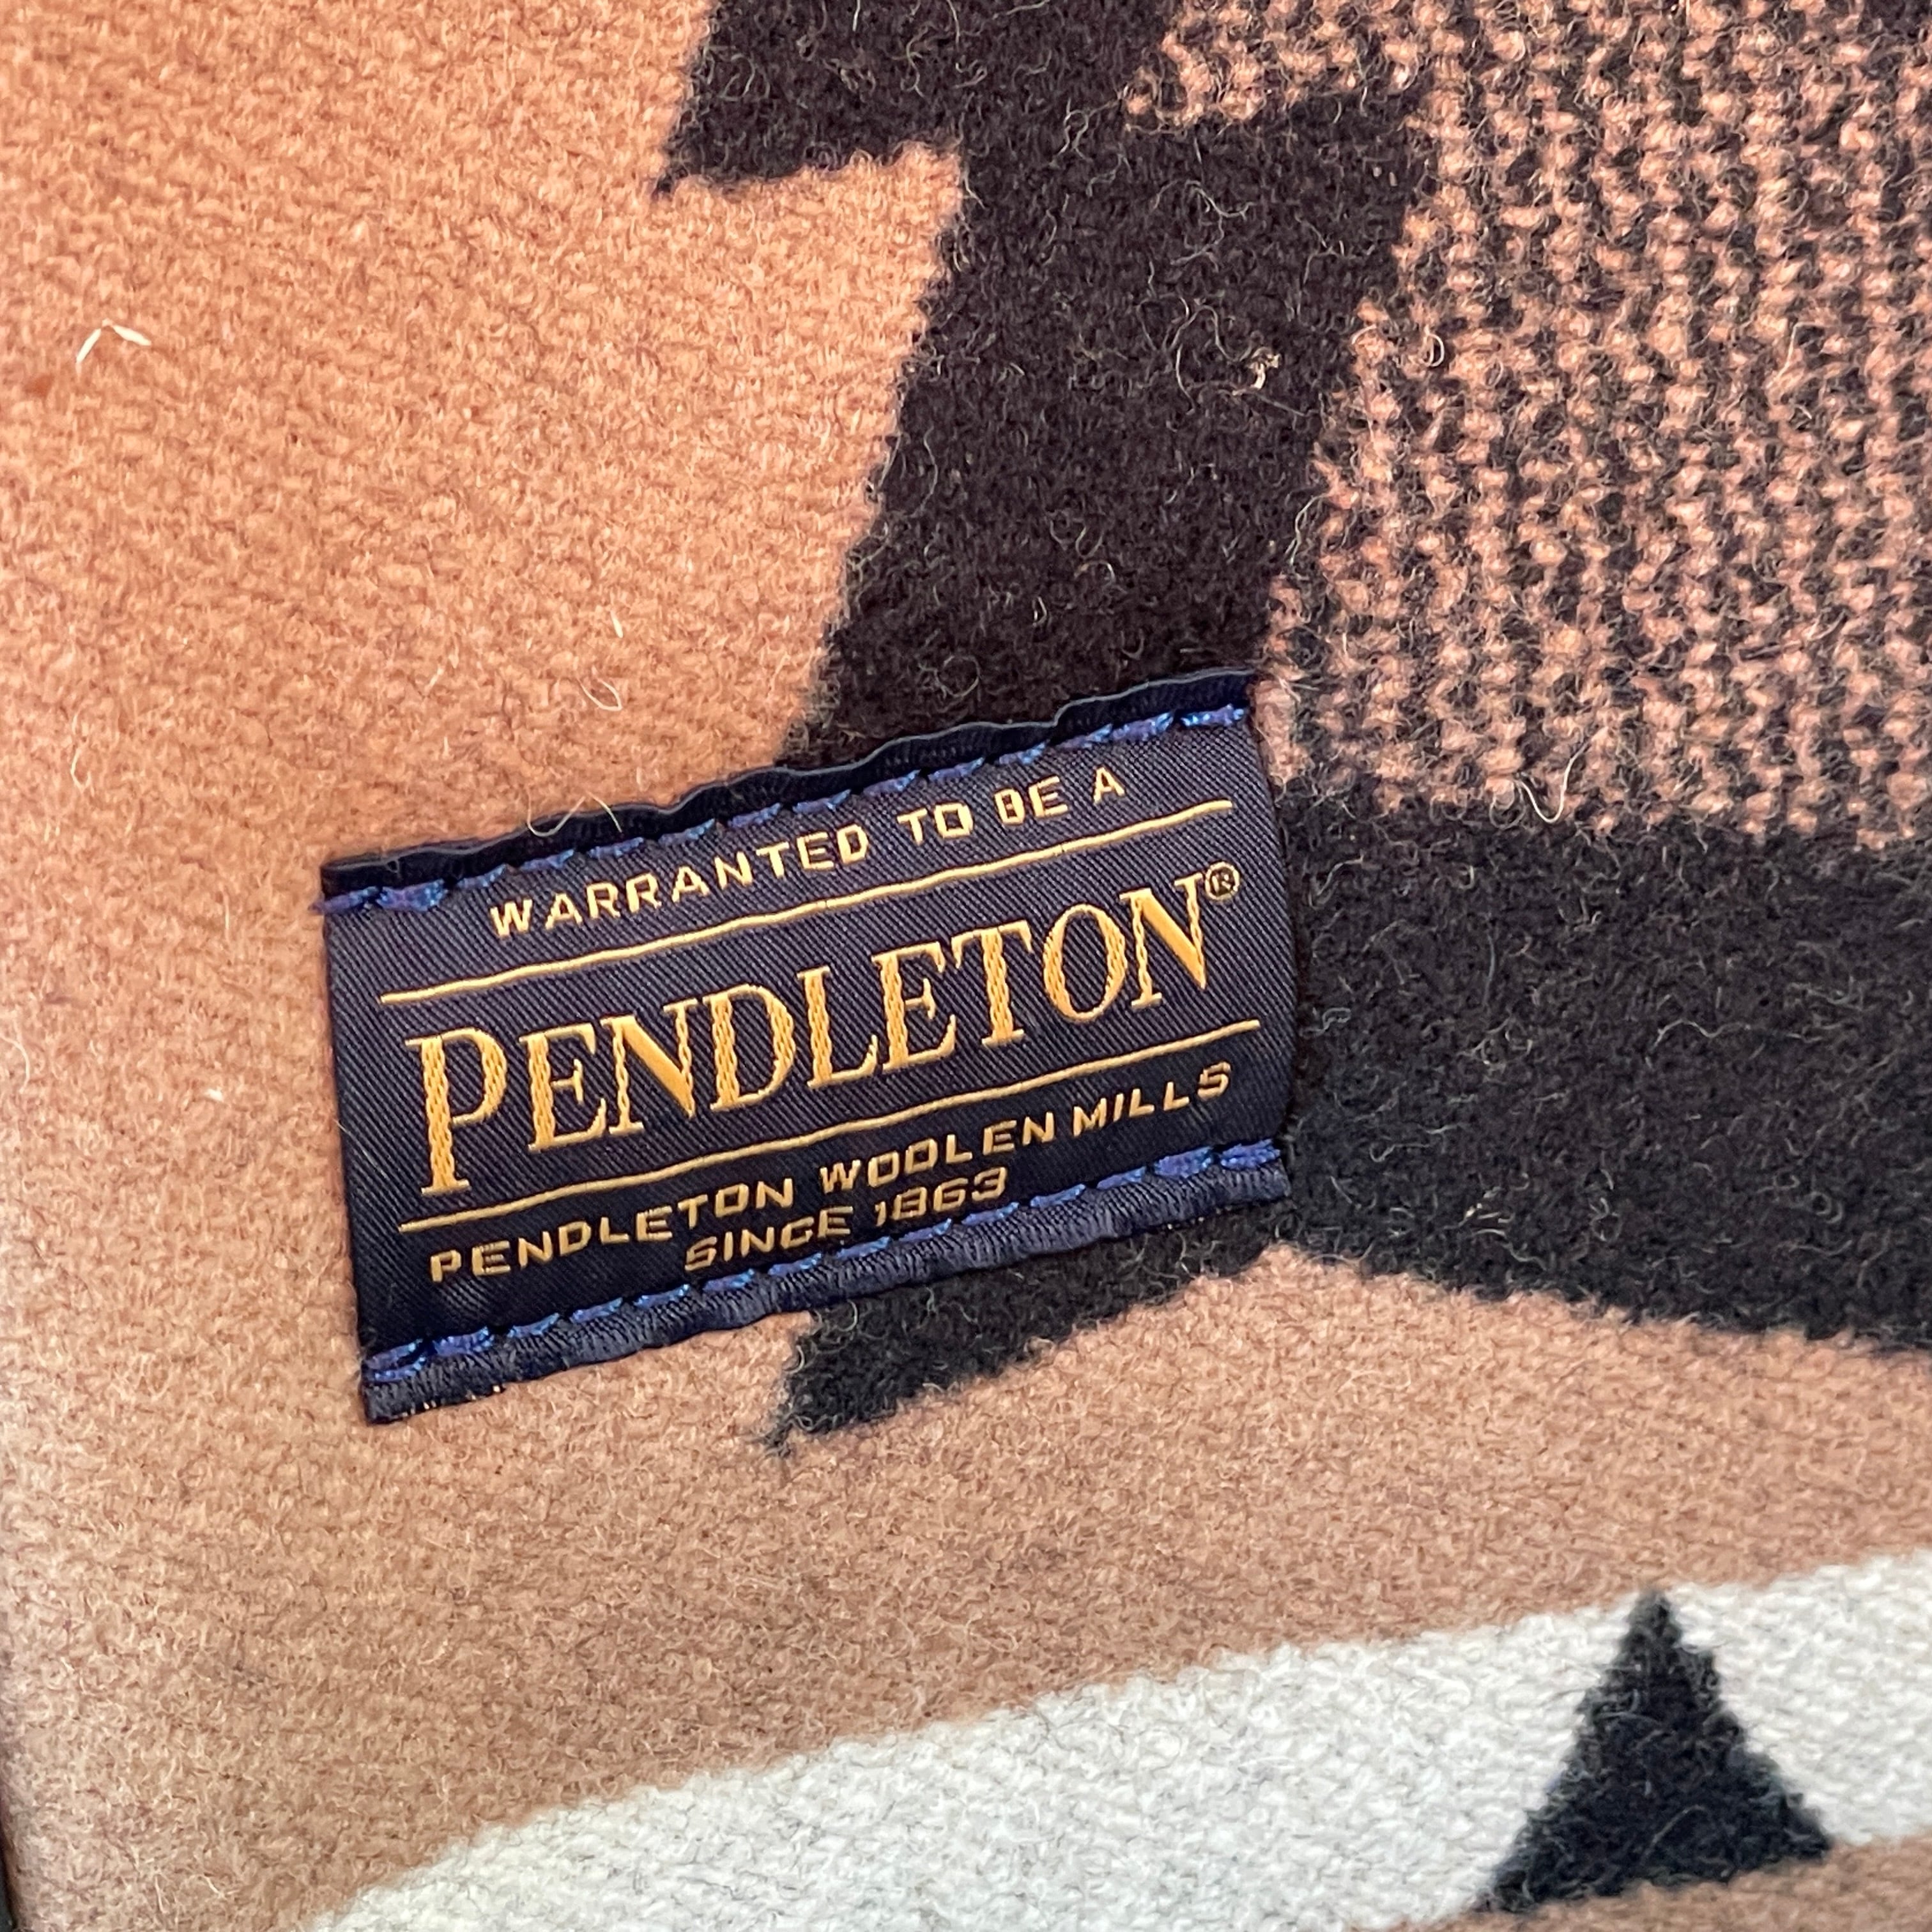 WARRANTED TO BE A
PENDLETON®
PENDLETON WOOLEN MILLS
SINCE 1863